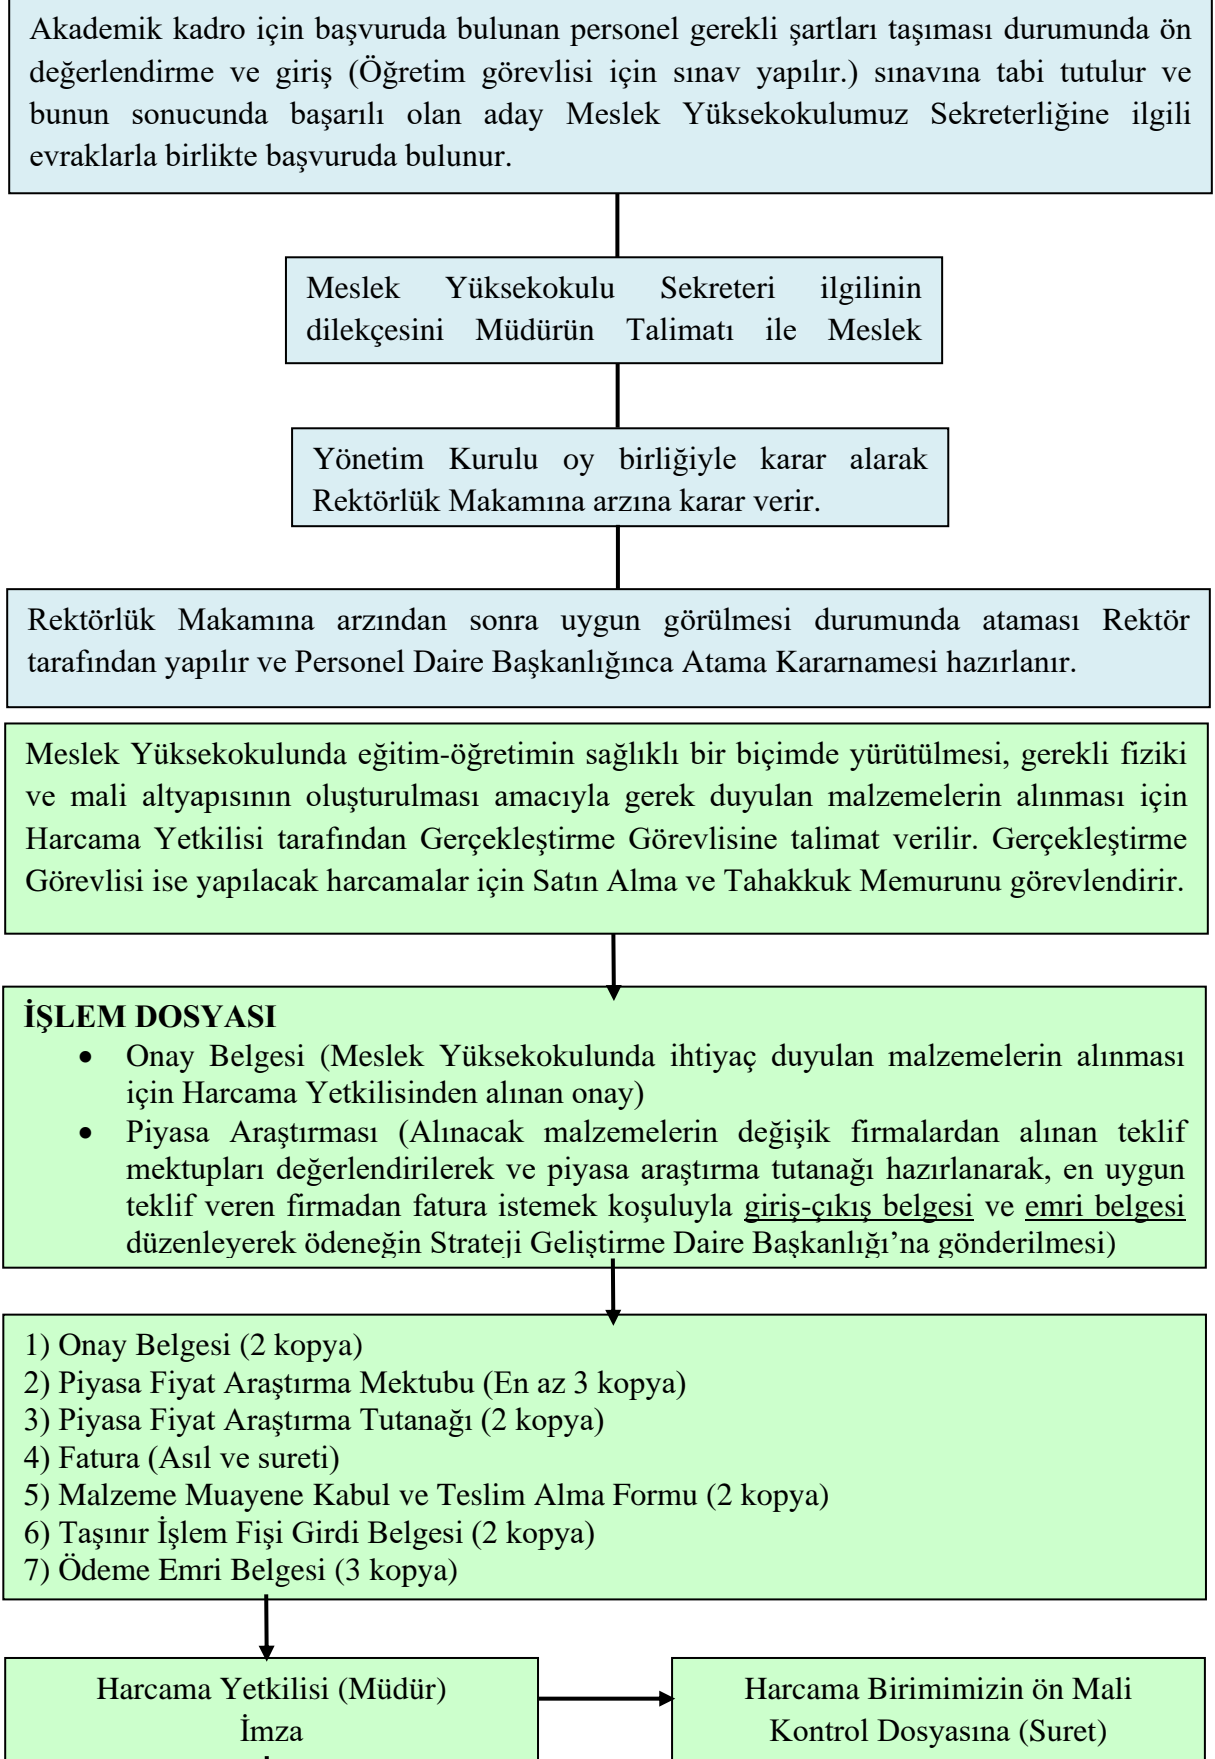 Akademik kadro için başvuruda bulunan personel gerekli şartları taşıması durumunda ön
değerlendirme ve giriş (Öğretim görevlisi için sınav yapılır.) sınavına tabi tutulur ve
bunun sonucunda başarılı olan aday Meslek Yüksekokulumuz Sekreterliğine ilgili
evraklarla birlikte başvuruda bulunur.
Meslek Yüksekokulu Sekreteri ilgilinin
dilekçesini Müdürün Talimatı ile Meslek
Yönetim Kurulu oy birliğiyle karar alarak
Rektörlük Makamına arzına karar verir.
Rektörlük Makamına arzından sonra uygun görülmesi durumunda ataması Rektör
tarafından yapılır ve Personel Daire Başkanlığınca Atama Kararnamesi hazırlanır.
Meslek Yüksekokulunda eğitim-öğretimin sağlıklı bir biçimde yürütülmesi, gerekli fiziki
ve mali altyapısının oluşturulması amacıyla gerek duyulan malzemelerin alınması için
Harcama Yetkilisi tarafından Gerçekleştirme Görevlisine talimat verilir. Gerçekleştirme
Görevlisi ise yapılacak harcamalar için Satın Alma ve Tahakkuk Memurunu görevlendirir.
İŞLEM DOSYASI
• Onay Belgesi (Meslek Yüksekokulunda ihtiyaç duyulan malzemelerin alınması
için Harcama Yetkilisinden alınan onay)
• Piyasa Araştırması (Alınacak malzemelerin değişik firmalardan alınan teklif
mektupları değerlendirilerek ve piyasa araştırma tutanağı hazırlanarak, en uygun
teklif veren firmadan fatura istemek koşuluyla giriş-çıkış belgesi ve emri belgesi
düzenleyerek ödeneğin Strateji Geliştirme Daire Başkanlığı’na gönderilmesi)
1) Onay Belgesi (2 kopya)
2) Piyasa Fiyat Araştırma Mektubu (En az 3 kopya)
3) Piyasa Fiyat Araştırma Tutanağı (2 kopya)
4) Fatura (Asıl ve sureti)
5) Malzeme Muayene Kabul ve Teslim Alma Formu (2 kopya)
6) Taşınır İşlem Fişi Girdi Belgesi (2 kopya)
7) Ödeme Emri Belgesi (3 kopya)
Harcama Yetkilisi (Müdür)
İmza
Harcama Birimimizin ön Mali
Kontrol Dosyasına (Suret)